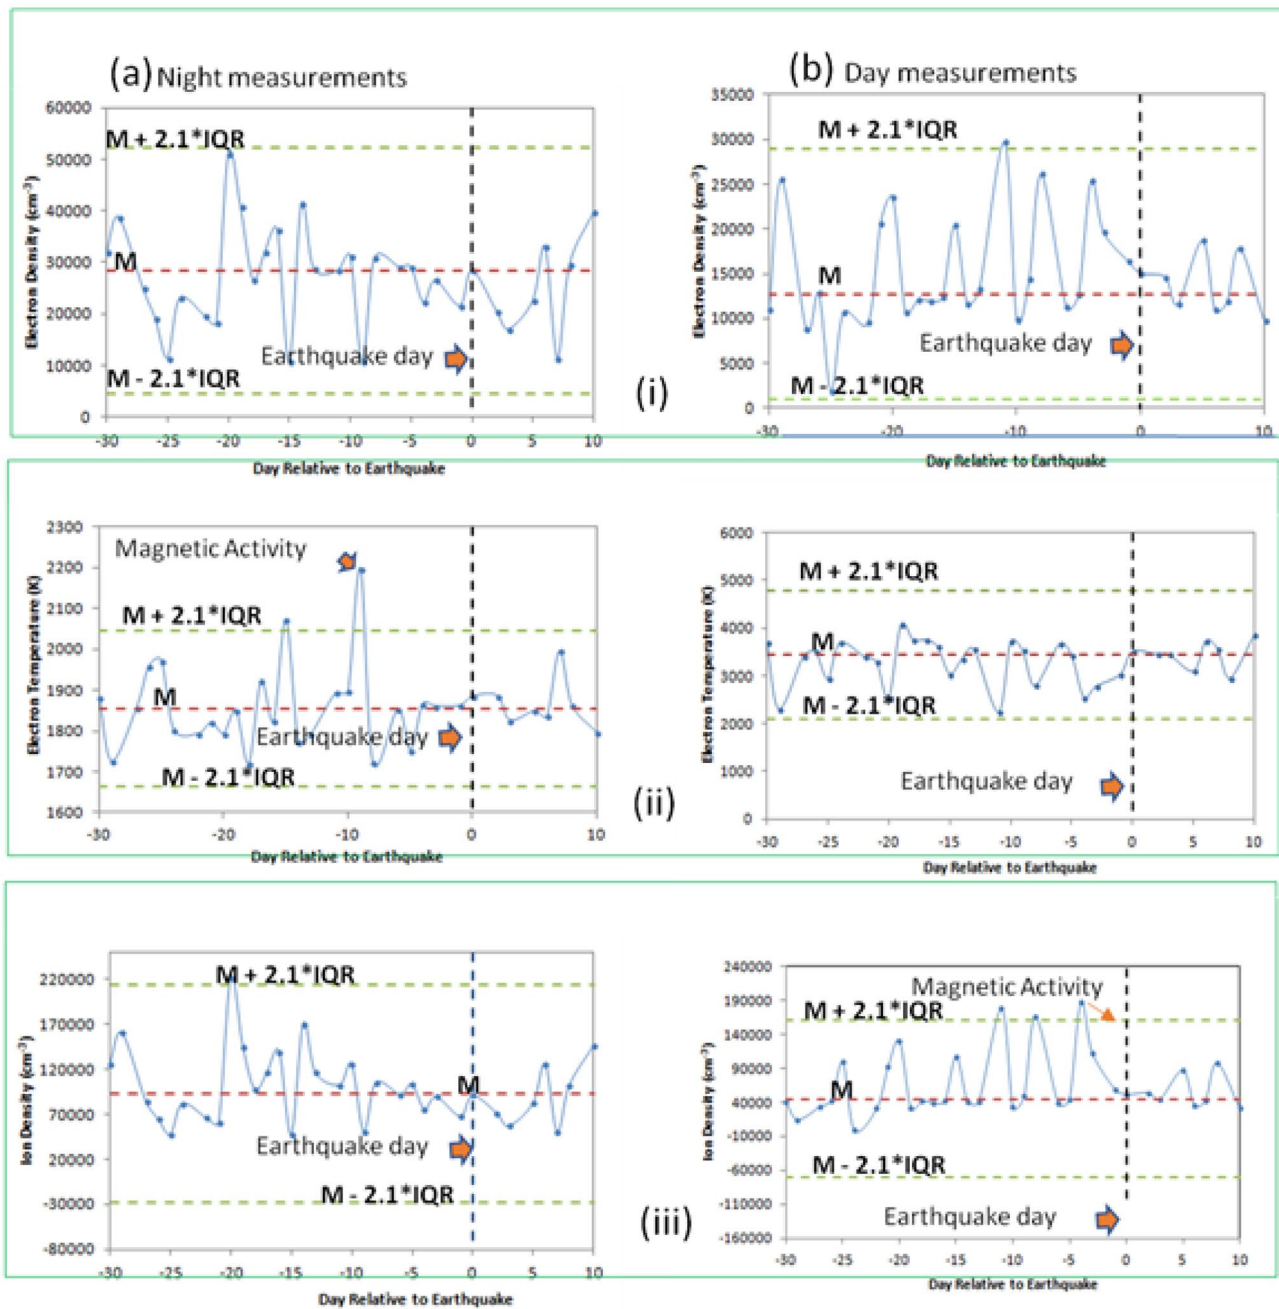 (a) Night measurements
(b) Day measurements
60000
50000
40000
30000
20000
10000
0
M + 2.1*IQR
M
M - 2.1*IQR
Earthquake day
Electron Density (cm⁻³)
-30 -25 -20 -15 -10 -5 0 5 10
Day Relative to Earthquake
35000
30000
25000
20000
15000
10000
5000
0
M + 2.1*IQR
M
M - 2.1*IQR
Earthquake day
Electron Density (cm⁻³)
-30 -20 -10 0 10
Day Relative to Earthquake
(i)
2300
2200
2100
2000
1900
1800
1700
1600
Magnetic Activity
M + 2.1*IQR
M
Earthquake day
M - 2.1*IQR
Electron Temperature (K)
-30 -20 -10 0 10
Day Relative to Earthquake
6000
5000
4000
3000
2000
1000
0
M + 2.1*IQR
M
M - 2.1*IQR
Earthquake day
Electron Temperature (K)
-30 -25 -20 -15 -10 -5 0 5 10
Day Relative to Earthquake
(ii)
220000
170000
120000
70000
20000
-30000
-80000
M + 2.1*IQR
M
Earthquake day
M - 2.1*IQR
Ion Density (cm⁻³)
-30 -25 -20 -15 -10 -5 0 5 10
Day Relative to Earthquake
240000
190000
140000
90000
40000
-10000
-60000
-110000
-160000
Magnetic Activity
M + 2.1*IQR
M
M - 2.1*IQR
Earthquake day
Ion Density (cm⁻³)
-30 -25 -20 -15 -10 -5 0 5 10
Day Relative to Earthquake
(iii)